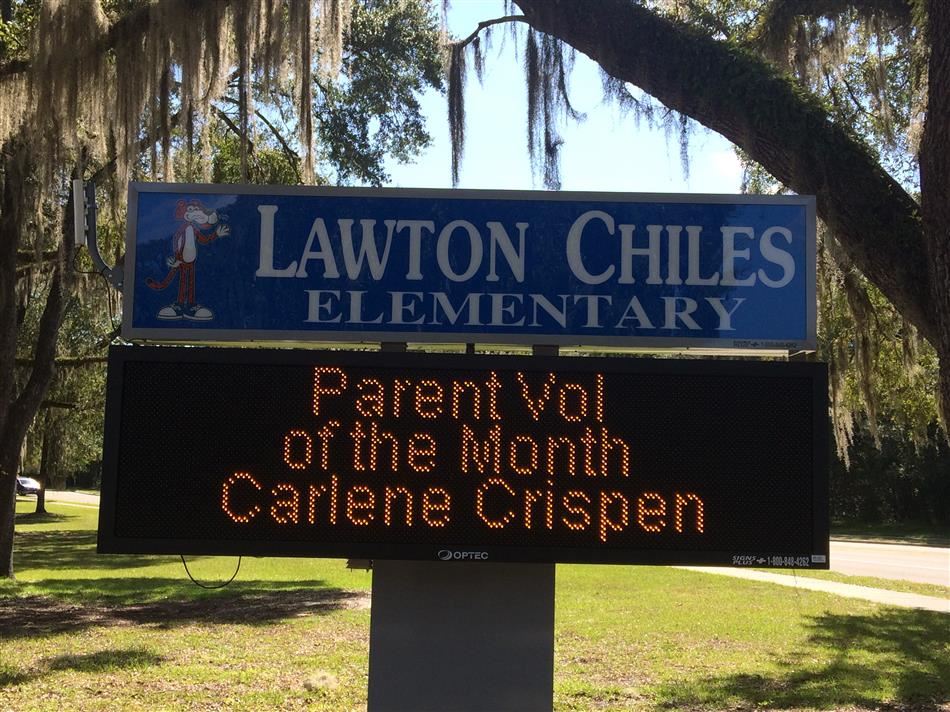 LAWTON CHILES
ELEMENTARY
Parent Vol
of the Month
Carlene Crispen
OPTEC
SIGNS PLUS 1-800-848-4262